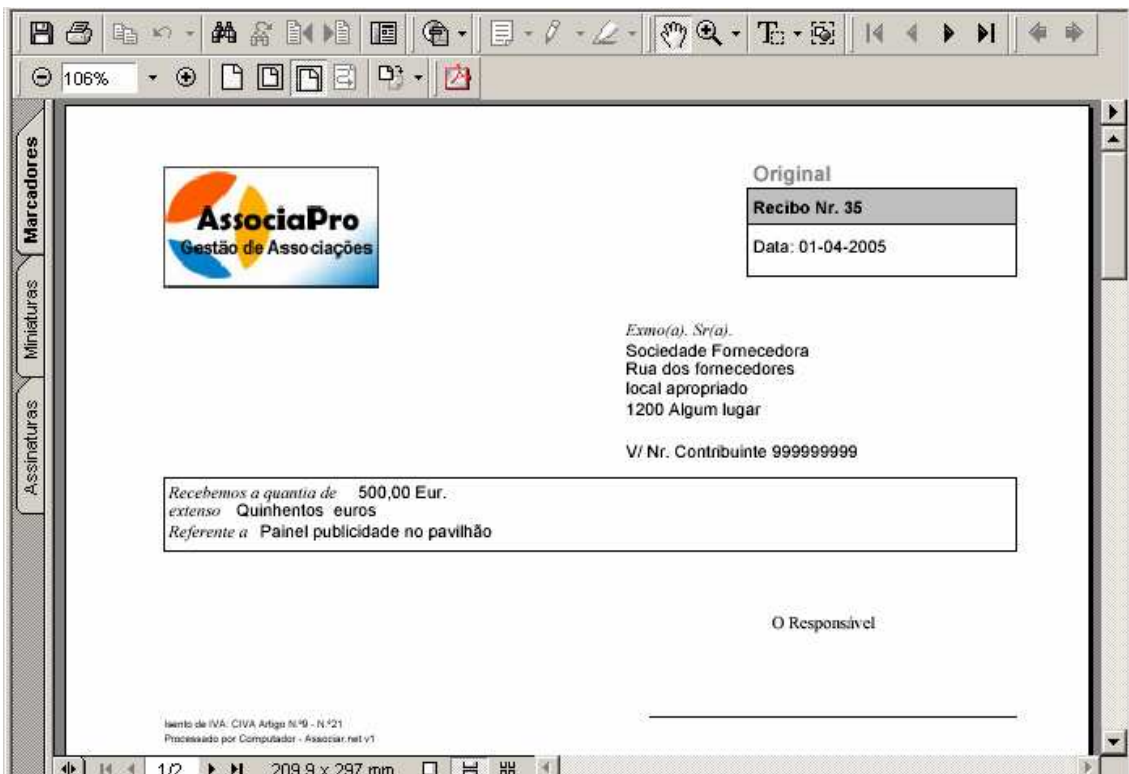 106%
Marcadores
Miniaturas
Assinaturas
AssociaPro
Gestão de Associações
Original
Recibo Nr. 35
Data: 01-04-2005
Exmo(a). Sr(a).
Sociedade Fornecedora
Rua dos fornecedores
local apropriado
1200 Algum lugar
V/ Nr. Contribuinte 999999999
Recebemos a quantia de 500,00 Eur.
extenso Quinhentos euros
Referente a Painel publicidade no pavilhão
O Responsável
Isento de IVA: CIVA Artigo N.º9 - N.º21
Processado por Computador - Associar.net v1
1/2 209,9 x 297 mm